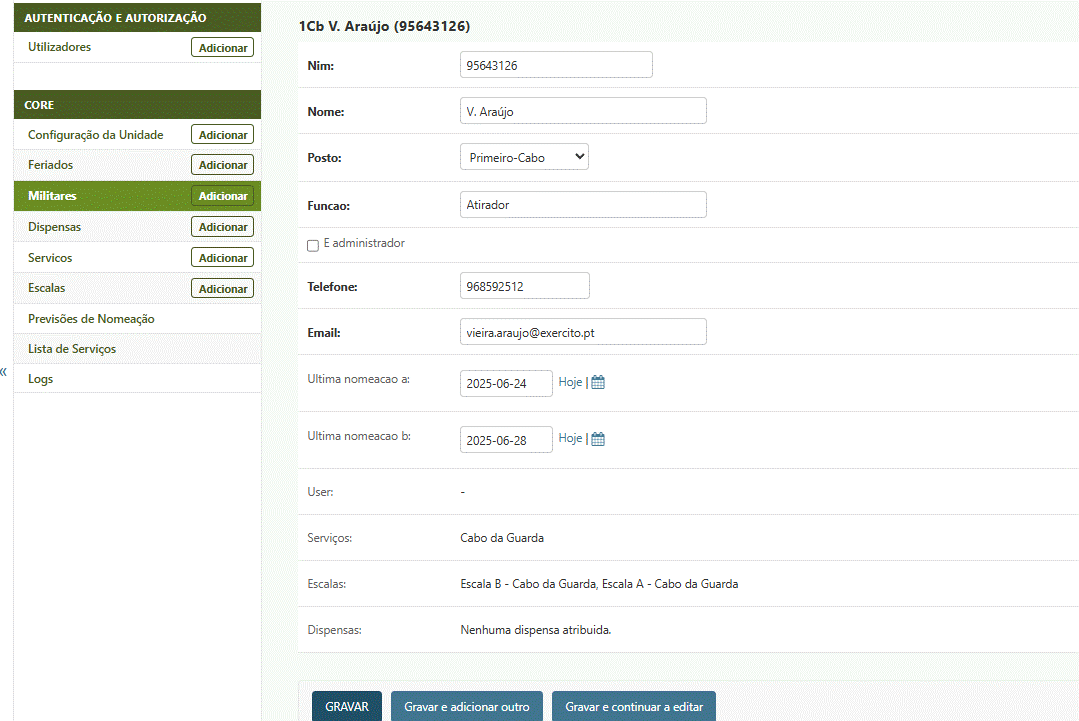 AUTENTICAÇÃO E AUTORIZAÇÃO
Utilizadores Adicionar
CORE
Configuração da Unidade Adicionar
Feriados Adicionar
Militares Adicionar
Dispensas Adicionar
Servicos Adicionar
Escalas Adicionar
Previsões de Nomeação
Lista de Serviços
Logs
«
1Cb V. Araújo (95643126)
Nim: 95643126
Nome: V. Araújo
Posto: Primeiro-Cabo
Funcao: Atirador
E administrador
Telefone: 968592512
Email: vieira.araujo@exercito.pt
Ultima nomeacao a: 2025-06-24 Hoje |
Ultima nomeacao b: 2025-06-28 Hoje |
User: -
Serviços: Cabo da Guarda
Escalas: Escala B - Cabo da Guarda, Escala A - Cabo da Guarda
Dispensas: Nenhuma dispensa atribuida.
GRAVAR Gravar e adicionar outro Gravar e continuar a editar